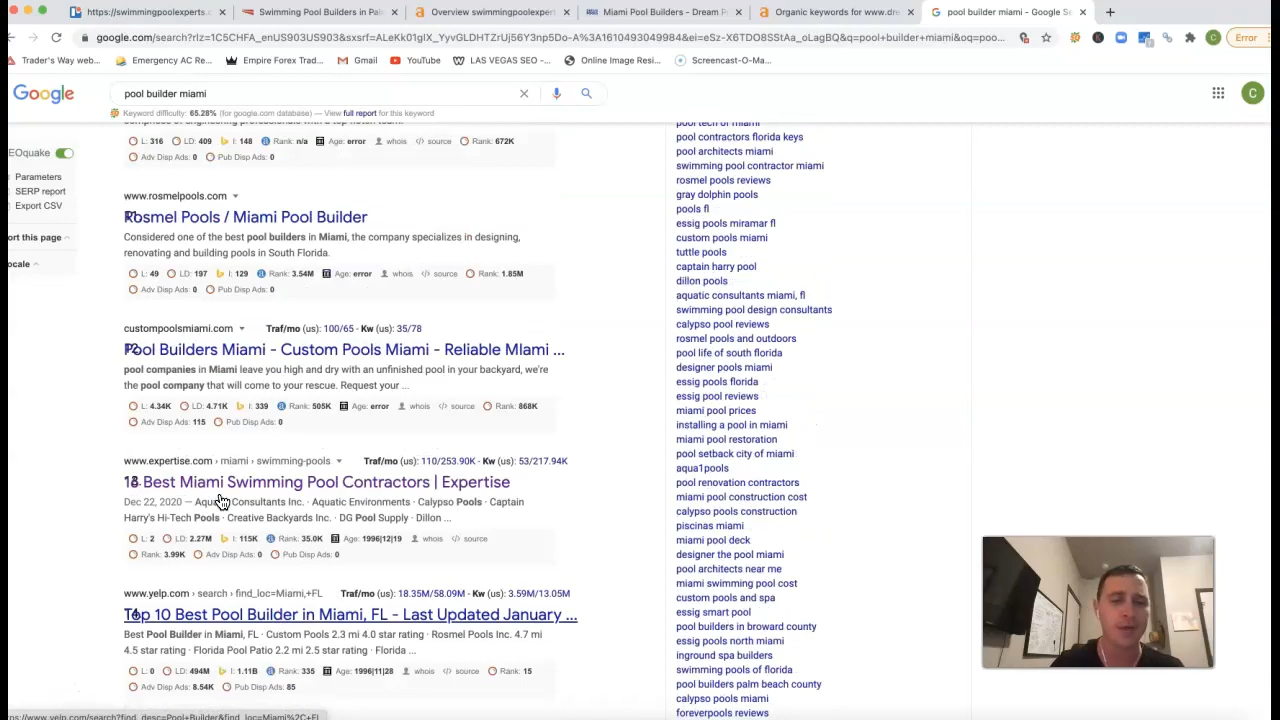 https://swimmingpoolexperts.c
Swimming Pool Builders in Pal
Overview swimmingpoolexpert
Miami Pool Builders - Dream P
Organic keywords for www.dre
pool builder miami - Google Se
google.com/search?rlz=1C5CHFA_enUS903US903&sxsrf=ALeKk01gIX_YyvGLDHTZrUj56Y3np5Do-A%3A1610493049984&ei=eSz-X6TDO8SStAa_oLagBQ&q=pool+builder+miami&oq=poo...
Error
Trader's Way web...
Emergency AC Re...
Empire Forex Trad...
Gmail
YouTube
LAS VEGAS SEO -...
Online Image Resi...
Screencast-O-Ma...
Google
pool builder miami
C
Keyword difficulty: 65.28% (for google.com database) — View full report for this keyword
EOquake
Parameters
SERP report
Export CSV
ort this page
ocale
L: 316 LD: 409 I: 148 Rank: n/a Age: error whois source Rank: 672K
Adv Disp Ads: 0 Pub Disp Ads: 0
www.rosmelpools.com
Rosmel Pools / Miami Pool Builder
Considered one of the best pool builders in Miami, the company specializes in designing,
renovating and building pools in South Florida.
L: 49 LD: 197 I: 129 Rank: 3.54M Age: error whois source Rank: 1.85M
Adv Disp Ads: 0 Pub Disp Ads: 0
custompoolsmiami.com Traf/mo (us): 100/65 - Kw (us): 35/78
Pool Builders Miami - Custom Pools Miami - Reliable MIami ...
pool companies in Miami leave you high and dry with an unfinished pool in your backyard, we're
the pool company that will come to your rescue. Request your ...
L: 4.34K LD: 4.71K I: 339 Rank: 505K Age: error whois source Rank: 868K
Adv Disp Ads: 115 Pub Disp Ads: 0
www.expertise.com › miami › swimming-pools Traf/mo (us): 110/253.90K - Kw (us): 53/217.94K
Best Miami Swimming Pool Contractors | Expertise
Dec 22, 2020 — Aqua Consultants Inc. · Aquatic Environments · Calypso Pools · Captain
Harry's Hi-Tech Pools · Creative Backyards Inc. · DG Pool Supply · Dillon ...
L: 2 LD: 2.27M I: 115K Rank: 35.0K Age: 1996|12|19 whois source
Rank: 3.99K Adv Disp Ads: 0 Pub Disp Ads: 0
www.yelp.com › search › find_loc=Miami,+FL Traf/mo (us): 18.35M/58.09M - Kw (us): 3.59M/13.05M
Top 10 Best Pool Builder in Miami, FL - Last Updated January ...
Best Pool Builder in Miami, FL · Custom Pools 2.3 mi 4.0 star rating · Rosmel Pools Inc. 4.7 mi
4.5 star rating · Florida Pool Patio 2.2 mi 2.5 star rating · Florida ...
L: 0 LD: 494M I: 1.11B Rank: 335 Age: 1996|11|28 whois source Rank: 15
Adv Disp Ads: 8.54K Pub Disp Ads: 85
ps://www.yelp.com/search?find_desc=Pool+Builder&find_loc=Miami%2C+FL
pool tech of miami
pool contractors florida keys
pool architects miami
swimming pool contractor miami
rosmel pools reviews
gray dolphin pools
pools fl
essig pools miramar fl
custom pools miami
tuttle pools
captain harry pool
dillon pools
aquatic consultants miami, fl
swimming pool design consultants
calypso pool reviews
rosmel pools and outdoors
pool life of south florida
designer pools miami
essig pools florida
essig pool reviews
miami pool prices
installing a pool in miami
miami pool restoration
pool setback city of miami
aqua1pools
pool renovation contractors
miami pool construction cost
calypso pools construction
piscinas miami
miami pool deck
designer the pool miami
pool architects near me
miami swimming pool cost
custom pools and spa
essig smart pool
pool builders in broward county
essig pools north miami
inground spa builders
swimming pools of florida
pool builders palm beach county
calypso pools miami
foreverpools reviews